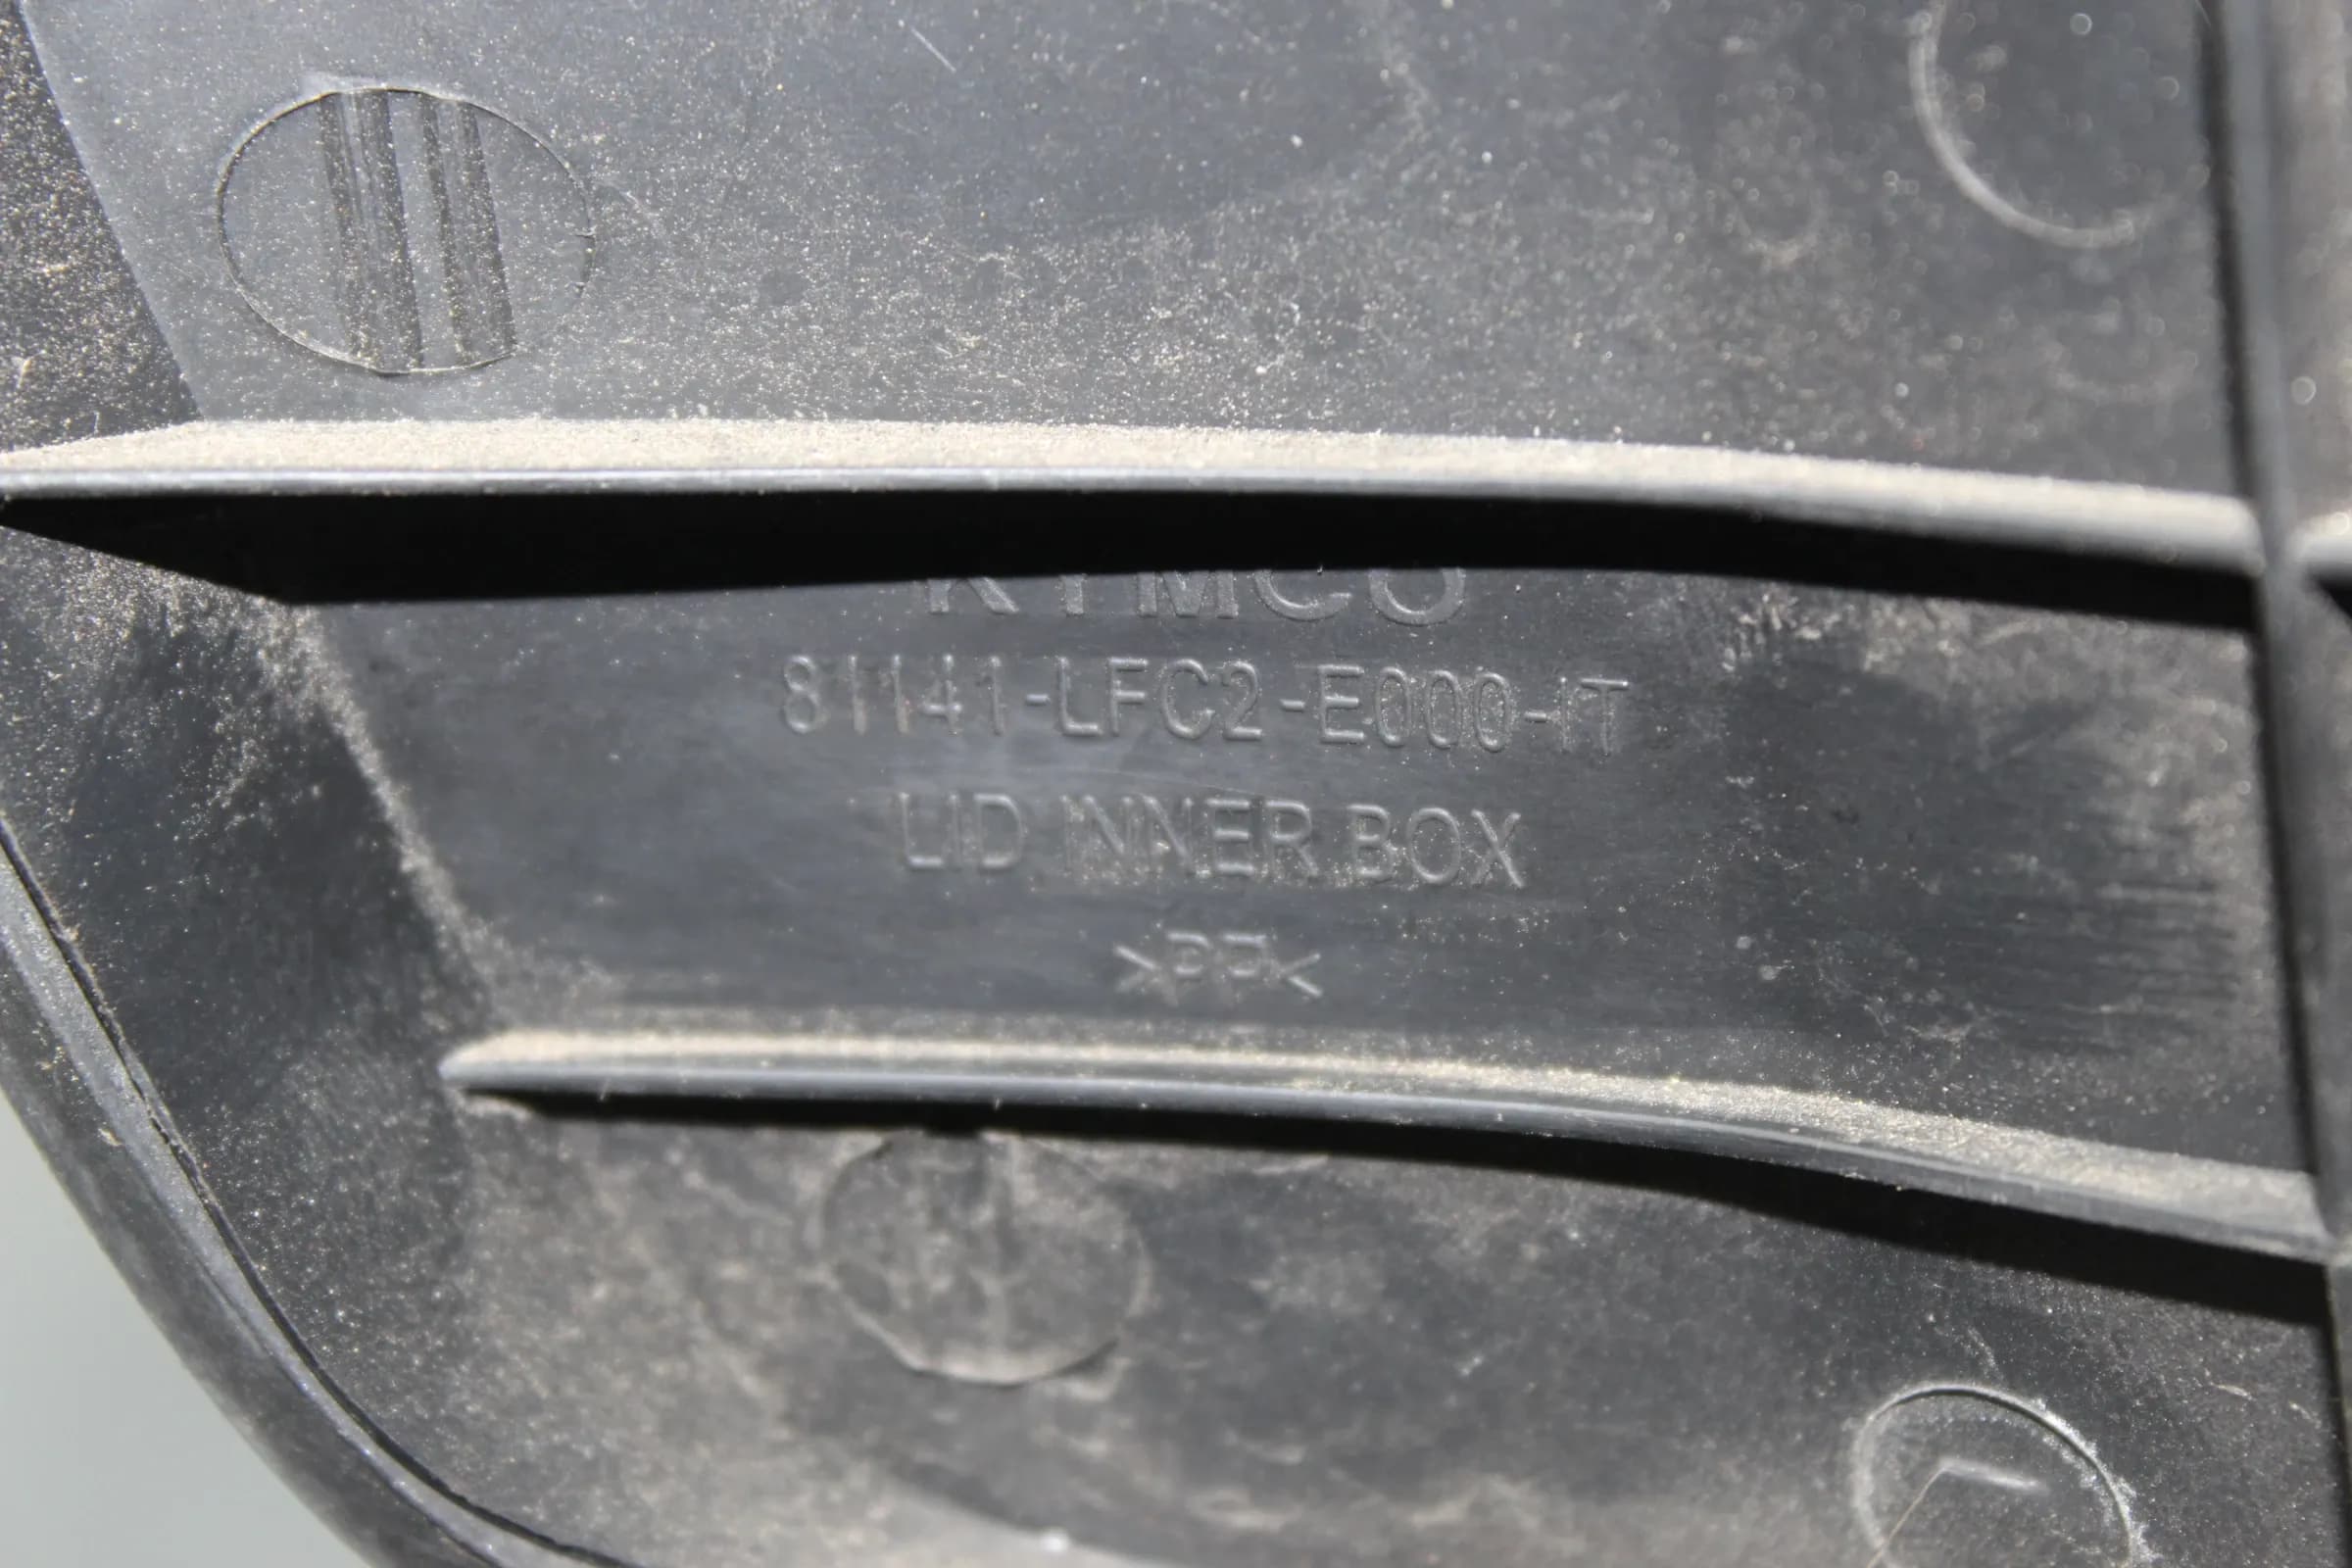 KYMCO
81141-LFC2-E000-IT
LID INNER BOX
>PP<